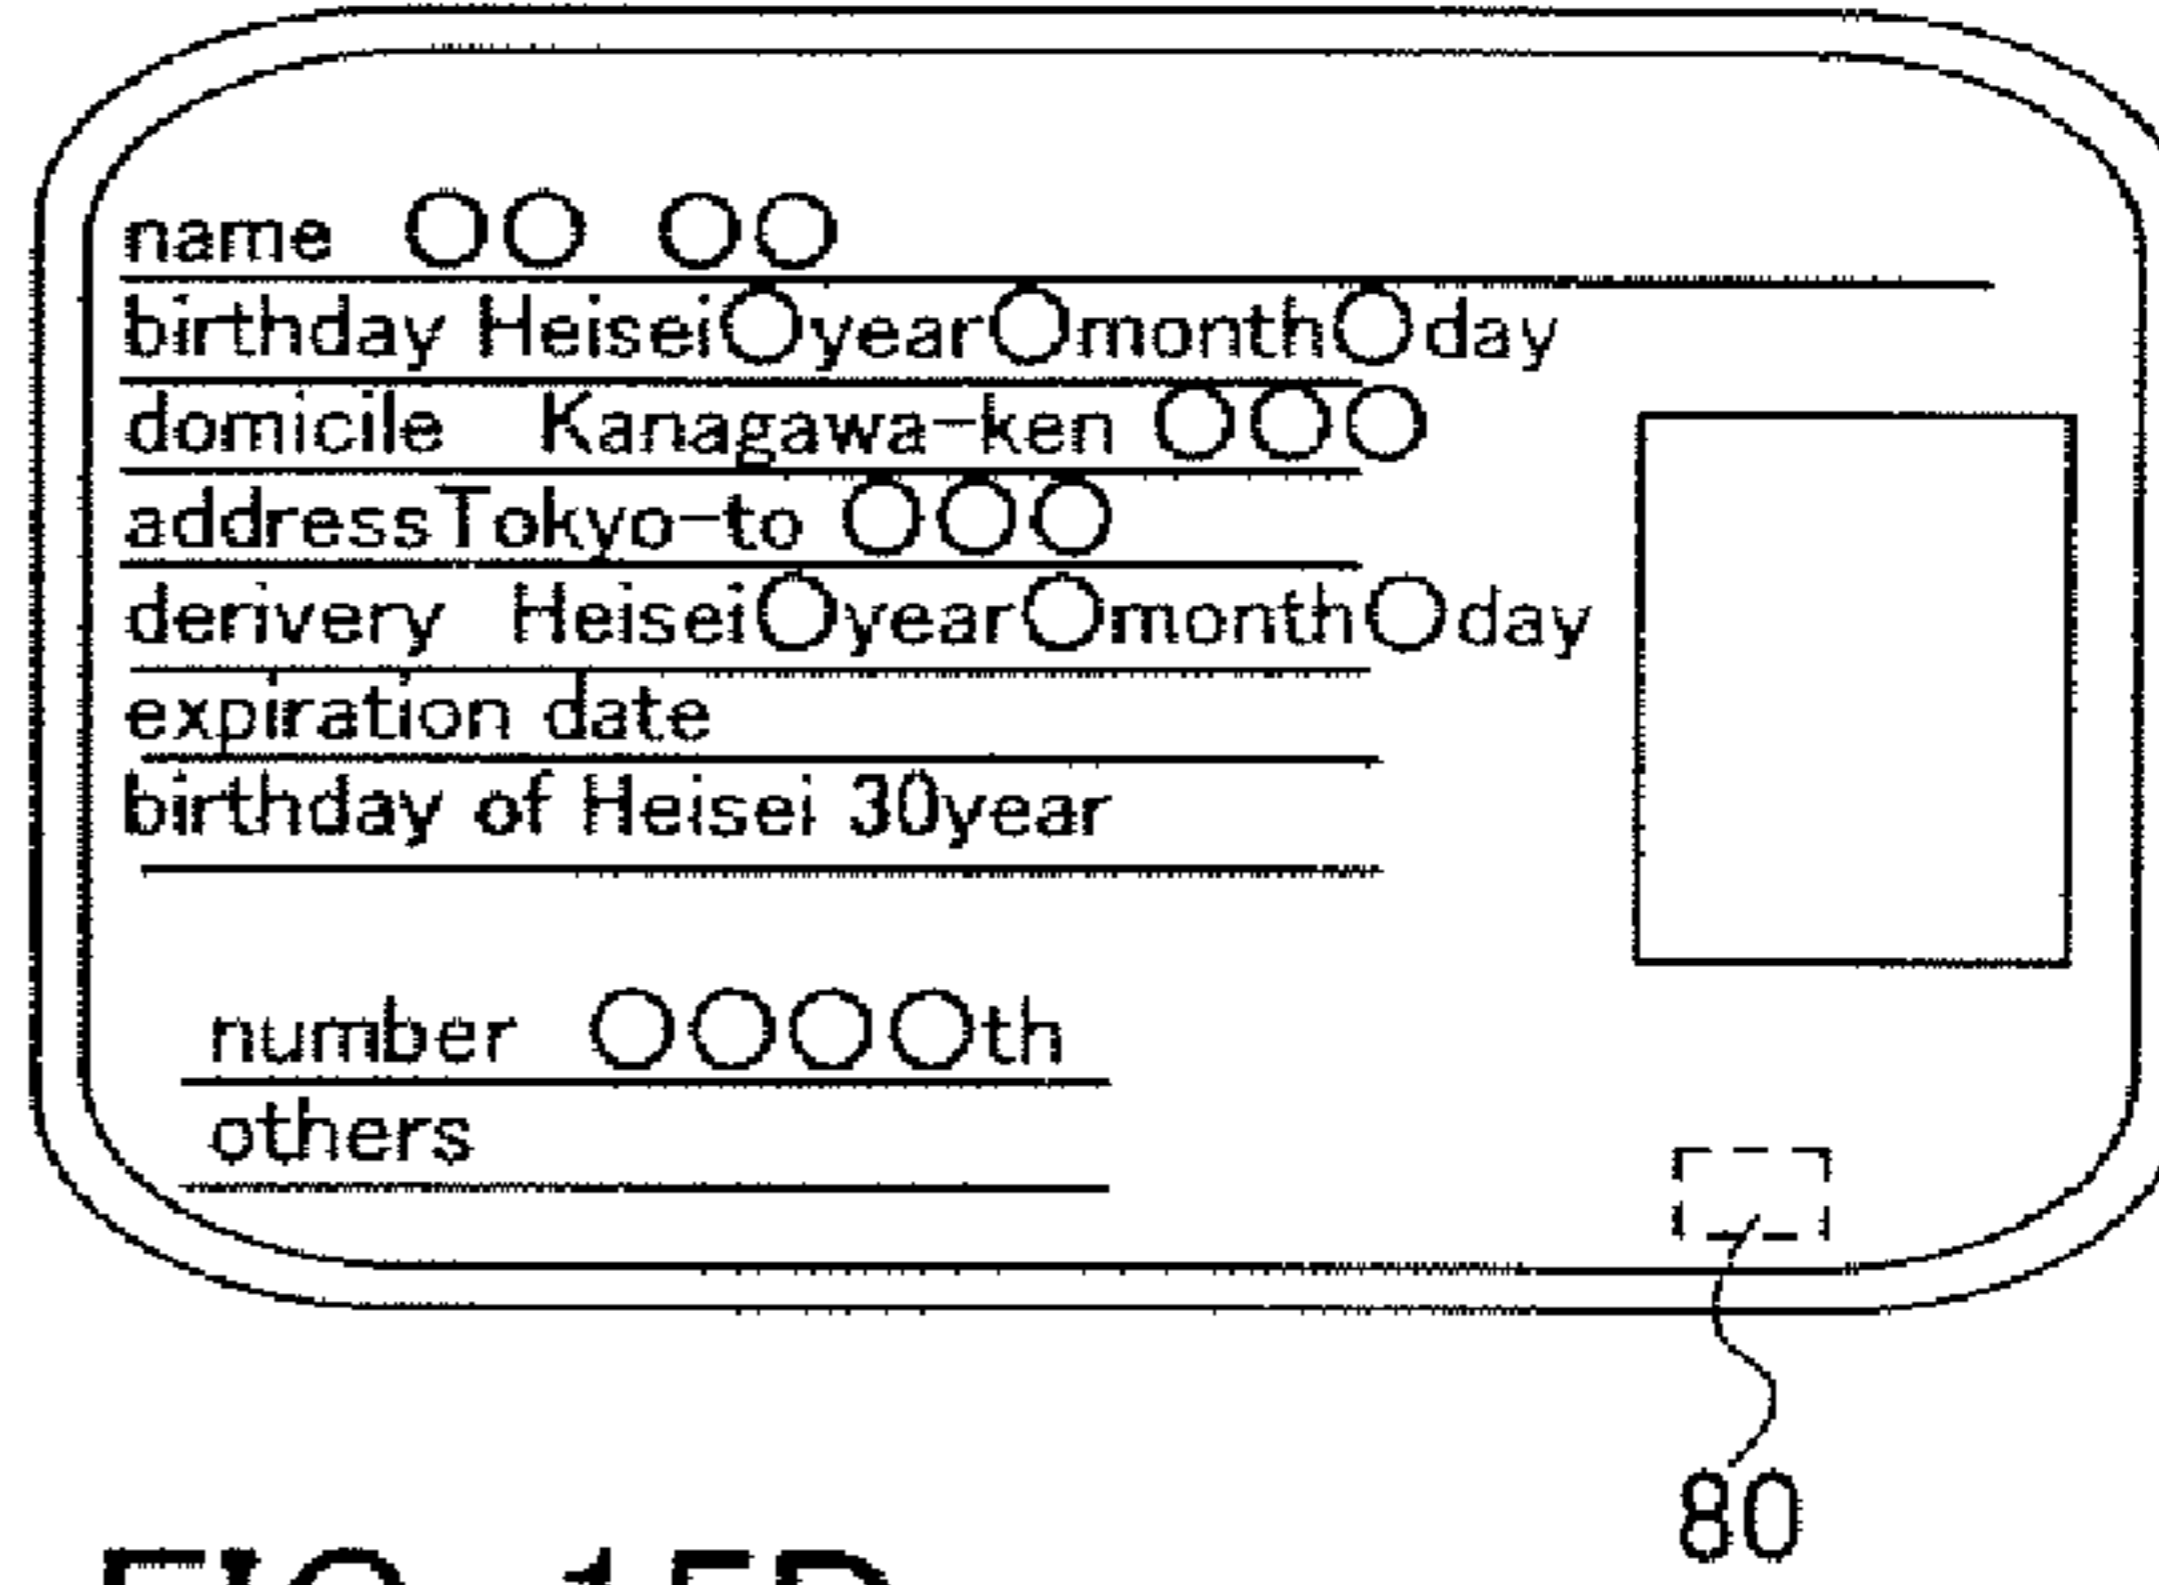 name ○○ ○○
birthday Heisei○year○month○day
domicile Kanagawa-ken ○○○
addressTokyo-to ○○○
derivery Heisei○year○month○day
expiration date
birthday of Heisei 30year
number ○○○○th
others
80